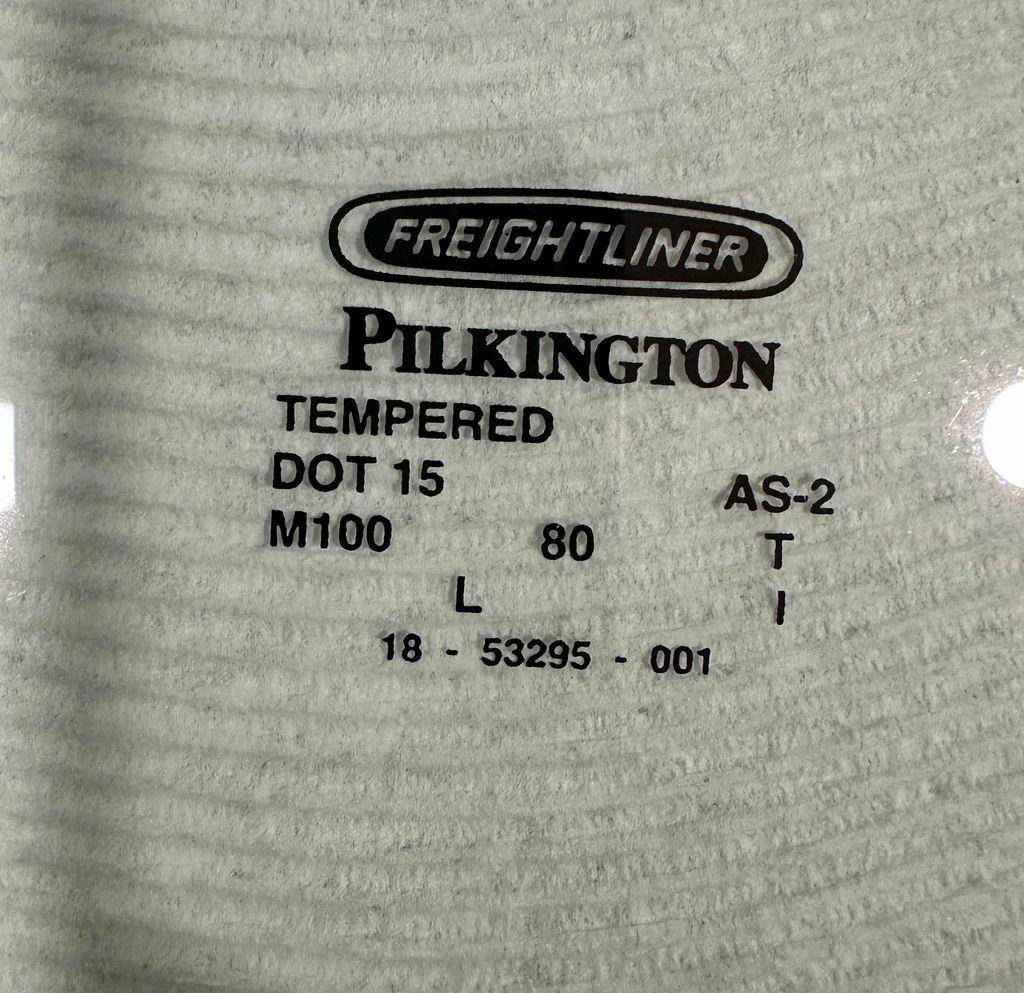 FREIGHTLINER
PILKINGTON
TEMPERED
DOT 15 AS-2
M100 80 T
L I
18 - 53295 - 001